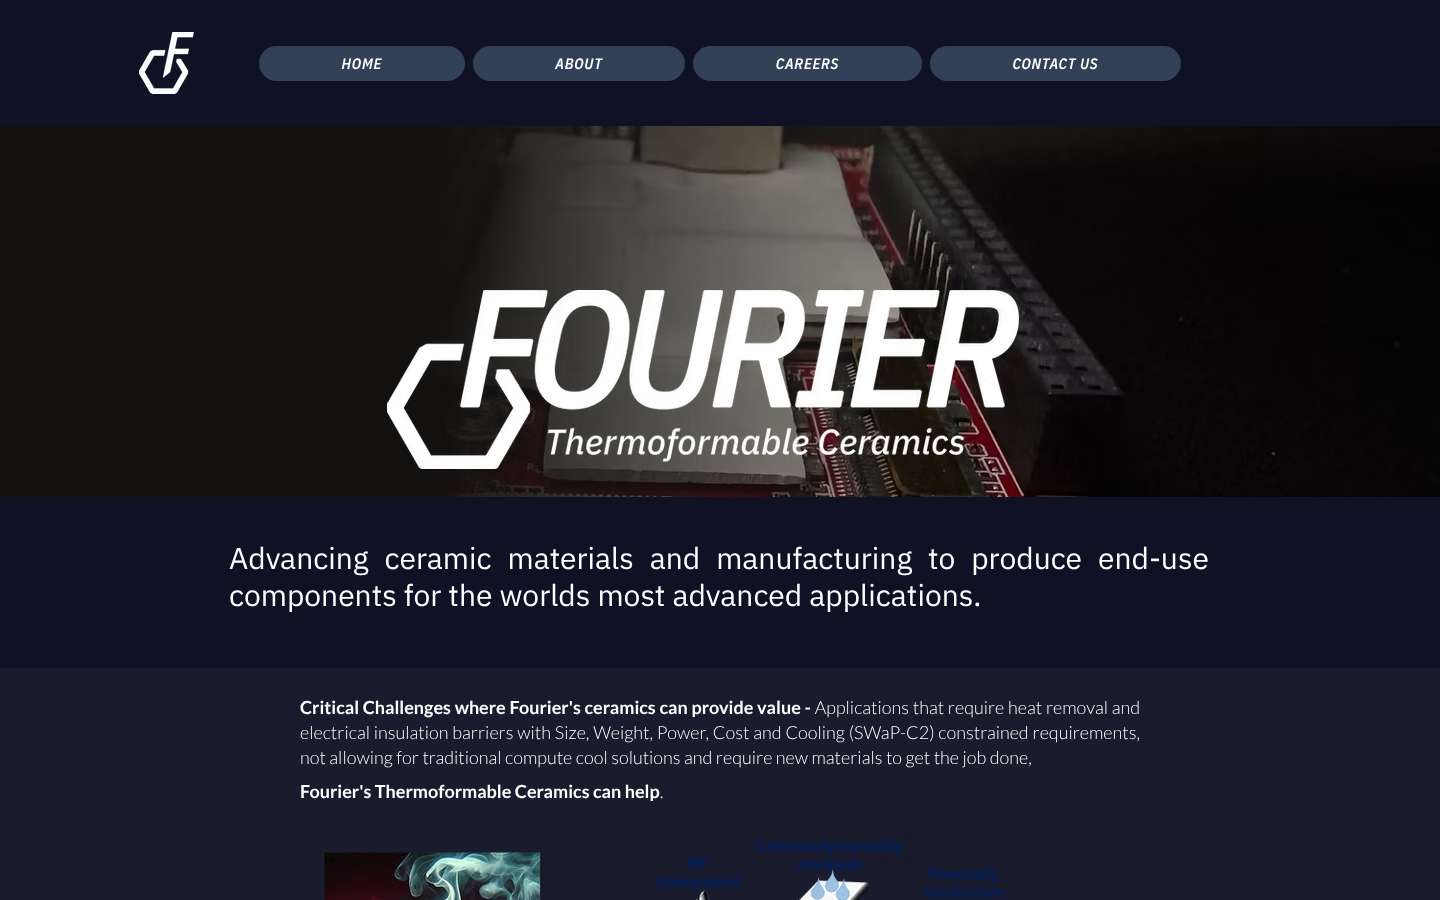 HOME
ABOUT
CAREERS
CONTACT US
FOURIER
Thermoformable Ceramics
Advancing ceramic materials and manufacturing to produce end-use
components for the worlds most advanced applications.
Critical Challenges where Fourier's ceramics can provide value - Applications that require heat removal and
electrical insulation barriers with Size, Weight, Power, Cost and Cooling (SWaP-C2) constrained requirements,
not allowing for traditional compute cool solutions and require new materials to get the job done,
Fourier's Thermoformable Ceramics can help.